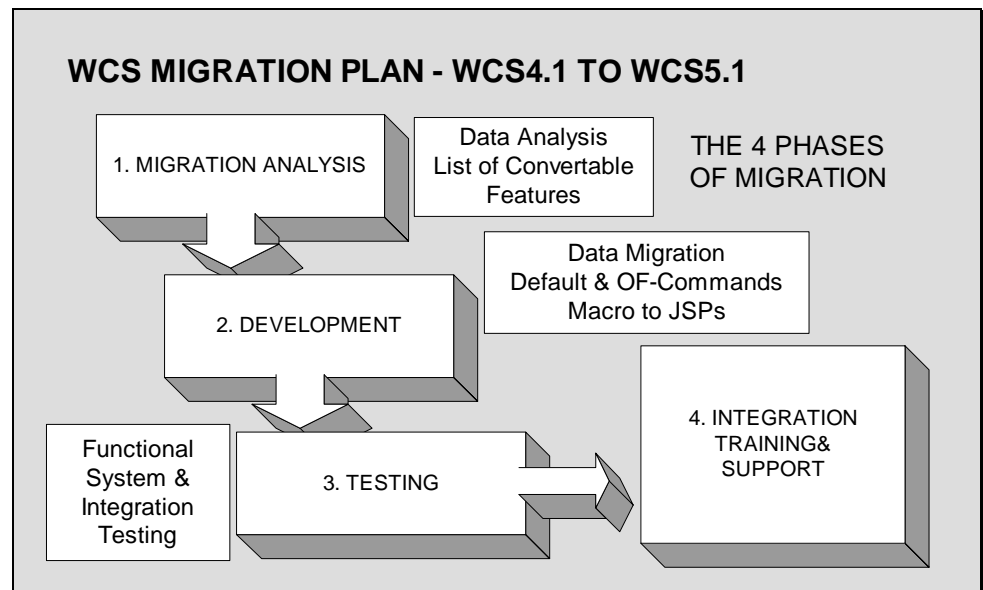 WCS MIGRATION PLAN - WCS4.1 TO WCS5.1
1. MIGRATION ANALYSIS
Data Analysis
List of Convertable
Features
THE 4 PHASES
OF MIGRATION
2. DEVELOPMENT
Data Migration
Default & OF-Commands
Macro to JSPs
Functional
System &
Integration
Testing
3. TESTING
4. INTEGRATION
TRAINING&
SUPPORT